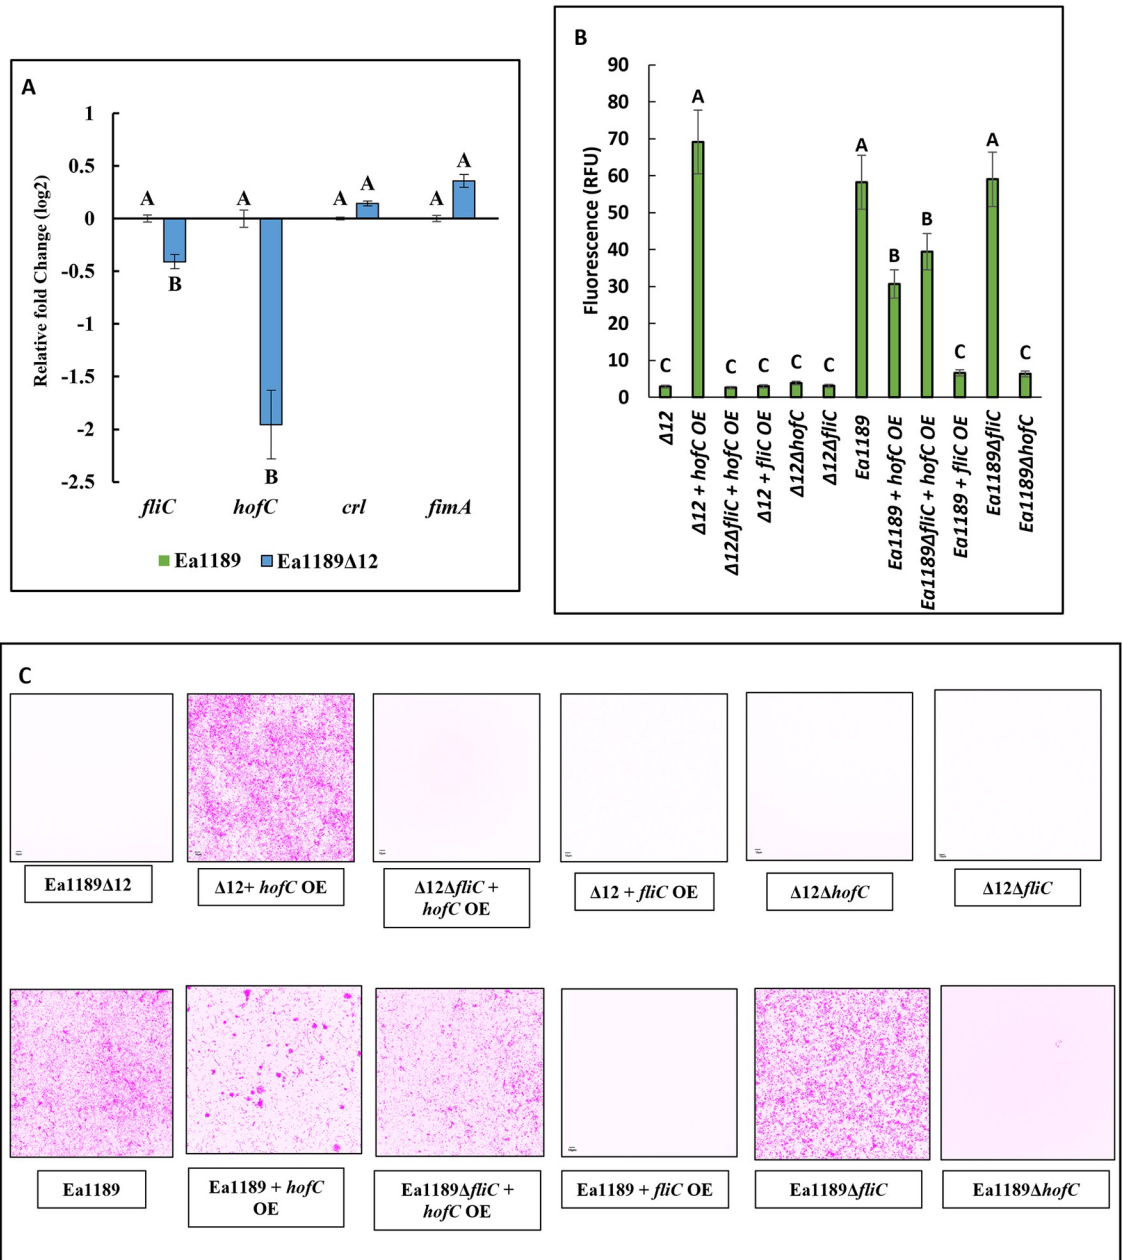 A
Relative fold Change (log2)
1
0.5
0
-0.5
-1
-1.5
-2
-2.5
A
B
A
B
A
A
A
A
fliC
hofC
crl
fimA
Ea1189
Ea1189Δ12
B
Fluorescence (RFU)
90
80
70
60
50
40
30
20
10
0
C
A
C
C
C
C
A
B
B
C
A
C
Δ12
Δ12 + hofC OE
Δ12ΔfliC + hofC OE
Δ12 + fliC OE
Δ12ΔhofC
Δ12ΔfliC
Ea1189
Ea1189 + hofC OE
Ea1189ΔfliC + hofC OE
Ea1189 + fliC OE
Ea1189ΔfliC
Ea1189ΔhofC
C
Ea1189Δ12
Δ12+ hofC OE
Δ12ΔfliC +
hofC OE
Δ12 + fliC OE
Δ12ΔhofC
Δ12ΔfliC
Ea1189
Ea1189 + hofC
OE
Ea1189ΔfliC +
hofC OE
Ea1189 + fliC OE
Ea1189ΔfliC
Ea1189ΔhofC